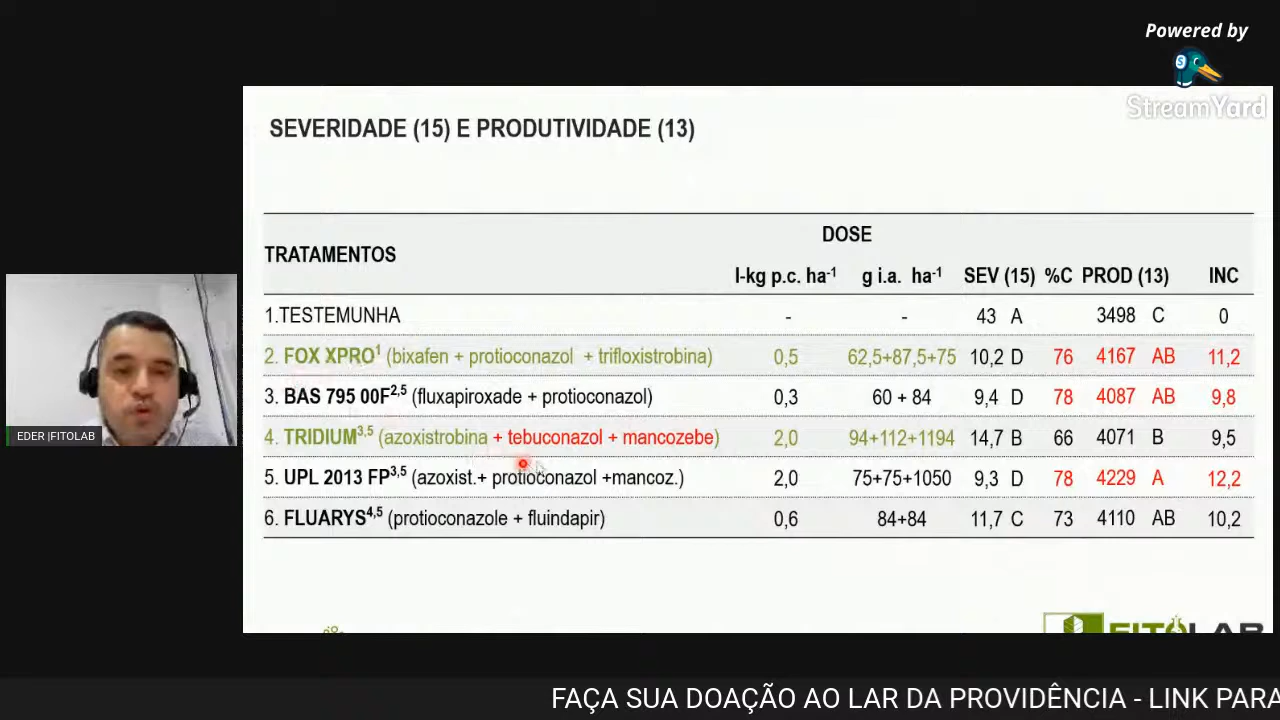 Powered by
StreamYard
SEVERIDADE (15) E PRODUTIVIDADE (13)
DOSE
TRATAMENTOS
l-kg p.c. ha-1 g i.a. ha-1 SEV (15) %C PROD (13) INC
1.TESTEMUNHA - - 43 A 3498 C 0
2. FOX XPRO1 (bixafen + protioconazol + trifloxistrobina) 0,5 62,5+87,5+75 10,2 D 76 4167 AB 11,2
3. BAS 795 00F2,5 (fluxapiroxade + protioconazol) 0,3 60 + 84 9,4 D 78 4087 AB 9,8
4. TRIDIUM3,5 (azoxistrobina + tebuconazol + mancozebe) 2,0 94+112+1194 14,7 B 66 4071 B 9,5
5. UPL 2013 FP3,5 (azoxist.+ protioconazol +mancoz.) 2,0 75+75+1050 9,3 D 78 4229 A 12,2
6. FLUARYS4,5 (protioconazole + fluindapir) 0,6 84+84 11,7 C 73 4110 AB 10,2
EDER |FITOLAB
FITOLAB
FAÇA SUA DOAÇÃO AO LAR DA PROVIDÊNCIA - LINK PARA